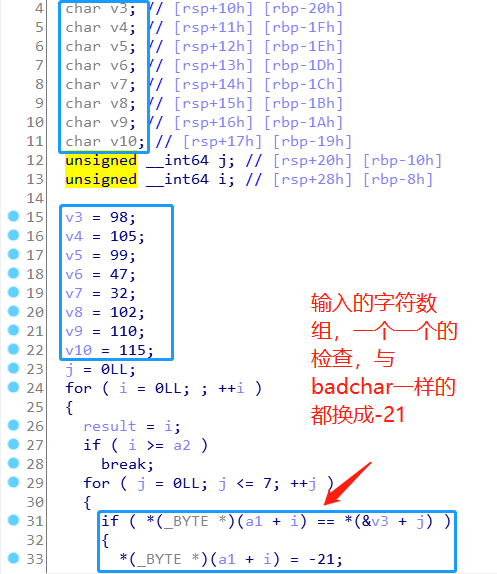 4 char v3; // [rsp+10h] [rbp-20h]
5 char v4; // [rsp+11h] [rbp-1Fh]
6 char v5; // [rsp+12h] [rbp-1Eh]
7 char v6; // [rsp+13h] [rbp-1Dh]
8 char v7; // [rsp+14h] [rbp-1Ch]
9 char v8; // [rsp+15h] [rbp-1Bh]
10 char v9; // [rsp+16h] [rbp-1Ah]
11 char v10; // [rsp+17h] [rbp-19h]
12 unsigned __int64 j; // [rsp+20h] [rbp-10h]
13 unsigned __int64 i; // [rsp+28h] [rbp-8h]
15 v3 = 98;
16 v4 = 105;
17 v5 = 99;
18 v6 = 47;
19 v7 = 32;
20 v8 = 102;
21 v9 = 110;
22 v10 = 115;
23 j = 0LL;
24 for ( i = 0LL; ; ++i )
25 {
26 result = i;
27 if ( i >= a2 )
28 break;
29 for ( j = 0LL; j <= 7; ++j )
30 {
31 if ( *(_BYTE *)(a1 + i) == *(&v3 + j) )
32 {
33 *(_BYTE *)(a1 + i) = -21;
输入的字符数
组，一个一个的
检查，与
badchar一样的
都换成-21